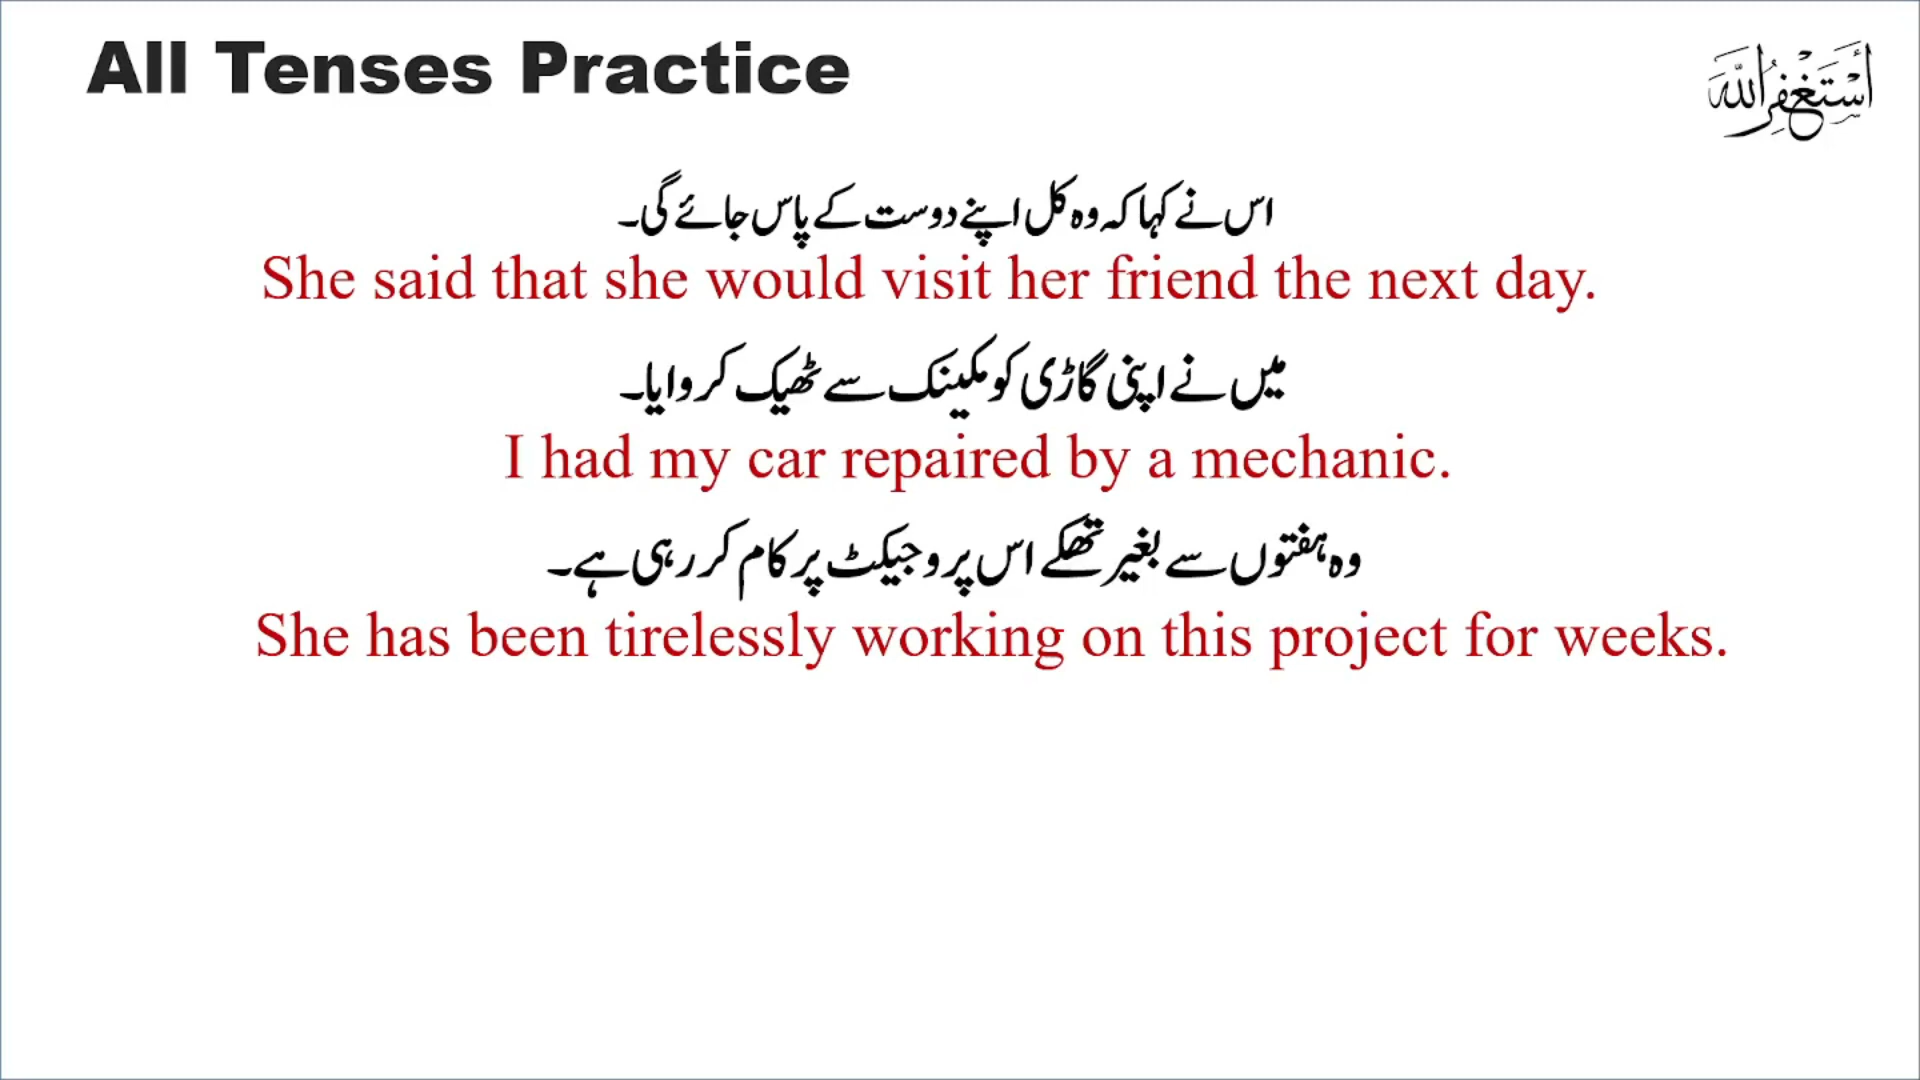 All Tenses Practice
أَسْتَغْفِرُ اللَّهَ
اس نے کہا کہ وہ کل اپنے دوست کے پاس جائے گی۔
She said that she would visit her friend the next day.
میں نے اپنی گاڑی کو مکینک سے ٹھیک کروایا۔
I had my car repaired by a mechanic.
وہ ہفتوں سے بغیر تھکے اس پروجیکٹ پر کام کر رہی ہے۔
She has been tirelessly working on this project for weeks.